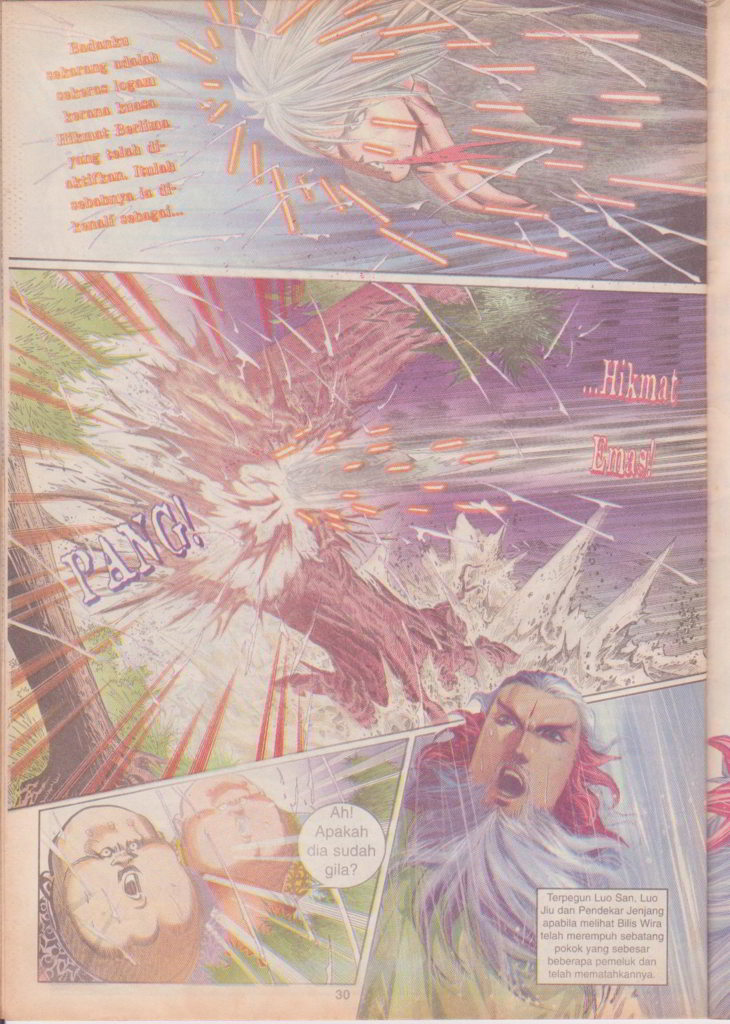 Badanku
sekarang adalah
sekeras logam
kerana kuasa
Hikmat Berlima
yang telah di-
aktifkan. Itulah
sebabnya ia di-
kenali sebagai...
...Hikmat
Emas!
PANG!
Ah!
Apakah
dia sudah
gila?
Terpegun Luo San, Luo
Jiu dan Pendekar Jenjang
apabila melihat Bilis Wira
telah merempuh sebatang
pokok yang sebesar
beberapa pemeluk dan
telah mematahkannya.
30